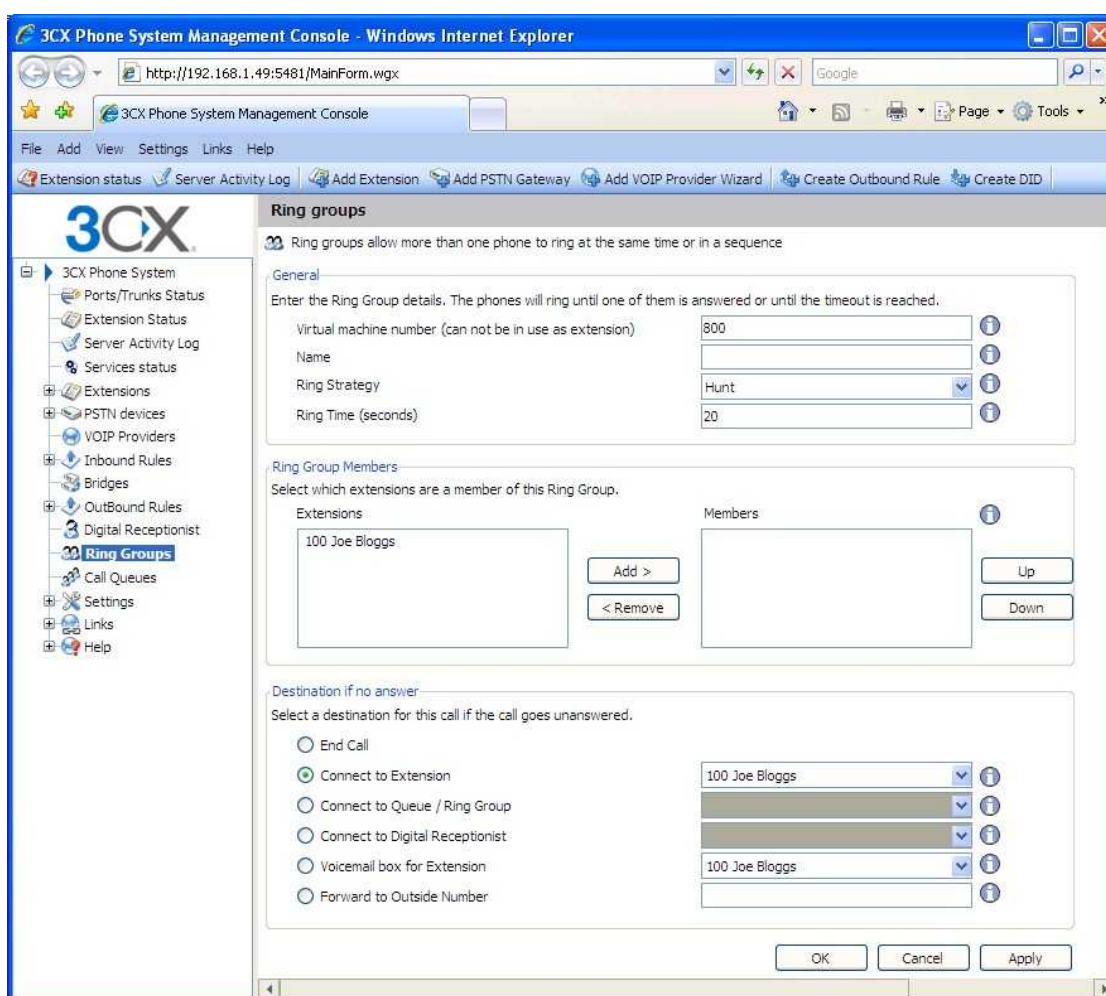 3CX Phone System Management Console - Windows Internet Explorer
http://192.168.1.49:5481/MainForm.wgx
Google
3CX Phone System Management Console
Page
Tools
File Add View Settings Links Help
Extension status Server Activity Log Add Extension Add PSTN Gateway Add VOIP Provider Wizard Create Outbound Rule Create DID
3CX
3CX Phone System
Ports/Trunks Status
Extension Status
Server Activity Log
Services status
Extensions
PSTN devices
VOIP Providers
Inbound Rules
Bridges
OutBound Rules
Digital Receptionist
Ring Groups
Call Queues
Settings
Links
Help
Ring groups
Ring groups allow more than one phone to ring at the same time or in a sequence
General
Enter the Ring Group details. The phones will ring until one of them is answered or until the timeout is reached.
Virtual machine number (can not be in use as extension) 800
Name
Ring Strategy Hunt
Ring Time (seconds) 20
Ring Group Members
Select which extensions are a member of this Ring Group.
Extensions Members
100 Joe Bloggs
Add > Up
< Remove Down
Destination if no answer
Select a destination for this call if the call goes unanswered.
End Call
Connect to Extension 100 Joe Bloggs
Connect to Queue / Ring Group
Connect to Digital Receptionist
Voicemail box for Extension 100 Joe Bloggs
Forward to Outside Number
OK Cancel Apply